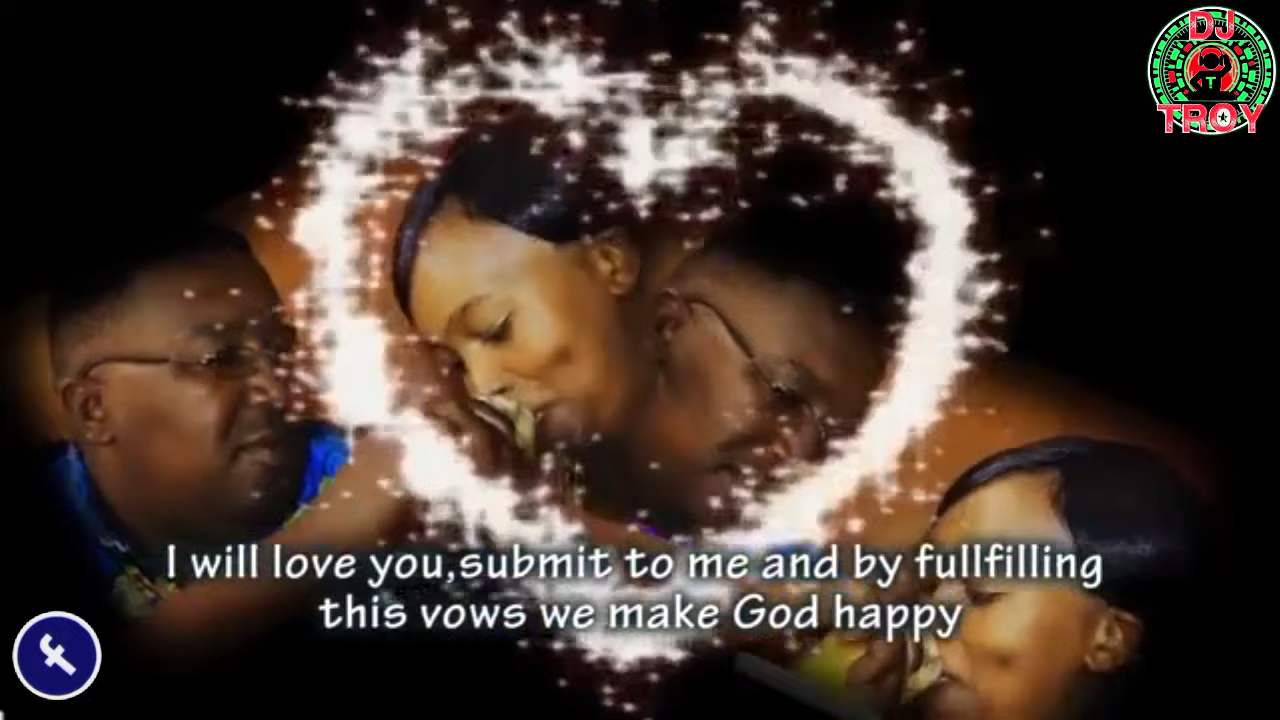 DJ
T
TROY
I will love you,submit to me and by fullfilling
this vows we make God happy
f